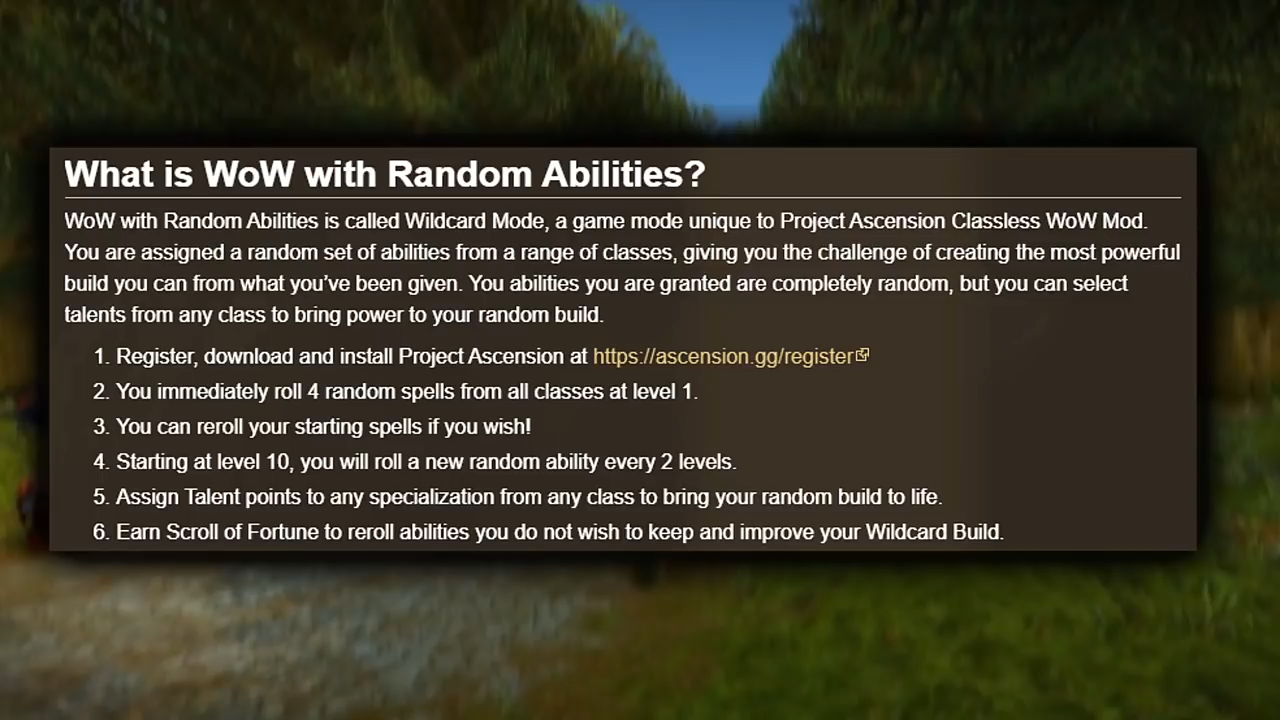 What is WoW with Random Abilities?
WoW with Random Abilities is called Wildcard Mode, a game mode unique to Project Ascension Classless WoW Mod.
You are assigned a random set of abilities from a range of classes, giving you the challenge of creating the most powerful
build you can from what you've been given. You abilities you are granted are completely random, but you can select
talents from any class to bring power to your random build.
1. Register, download and install Project Ascension at https://ascension.gg/register
2. You immediately roll 4 random spells from all classes at level 1.
3. You can reroll your starting spells if you wish!
4. Starting at level 10, you will roll a new random ability every 2 levels.
5. Assign Talent points to any specialization from any class to bring your random build to life.
6. Earn Scroll of Fortune to reroll abilities you do not wish to keep and improve your Wildcard Build.